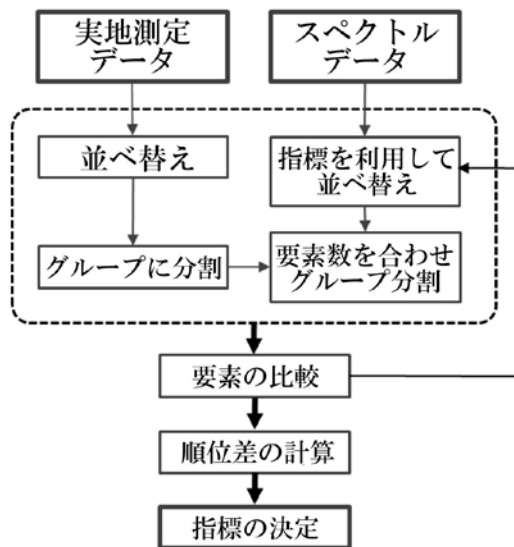 実地測定
データ
スペクトル
データ
並べ替え
指標を利用して
並べ替え
グループに分割
要素数を合わせ
グループ分割
要素の比較
順位差の計算
指標の決定